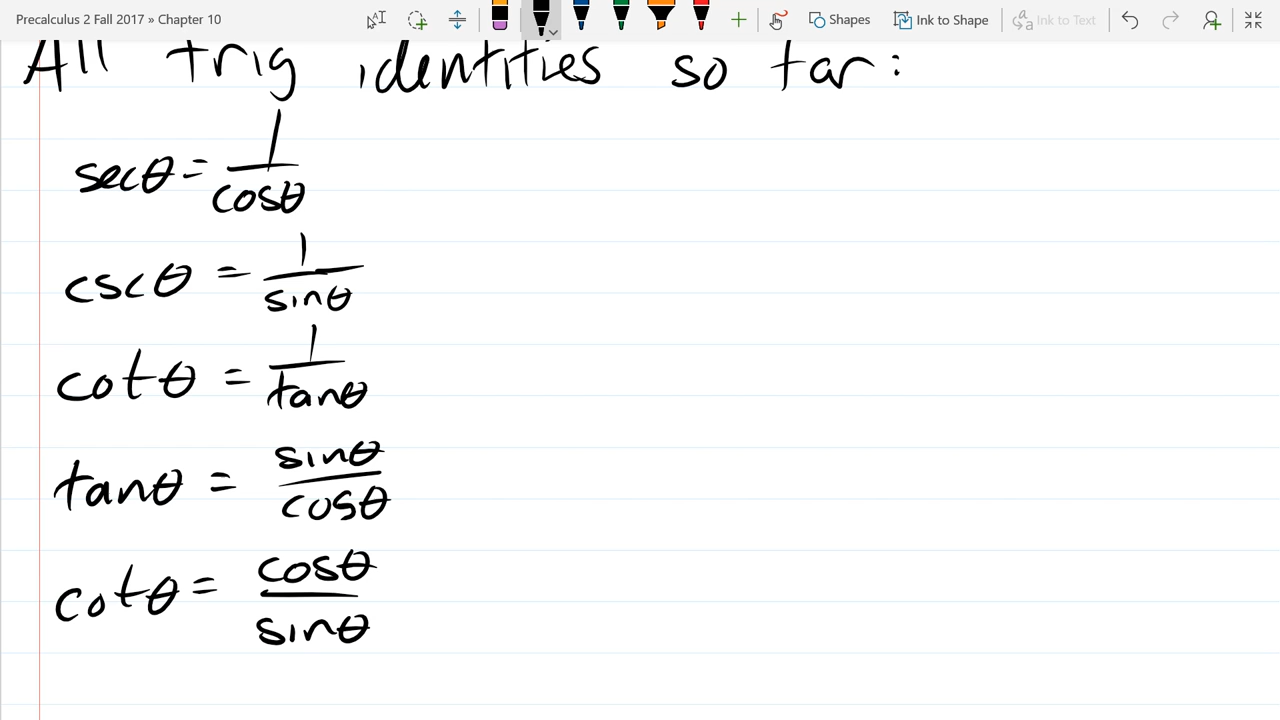 Precalculus 2 Fall 2017 » Chapter 10
Shapes
Ink to Shape
Ink to Text
All trig identities so far:
secθ = 1/cosθ
cscθ = 1/sinθ
cotθ = 1/tanθ
tanθ = sinθ/cosθ
cotθ = cosθ/sinθ